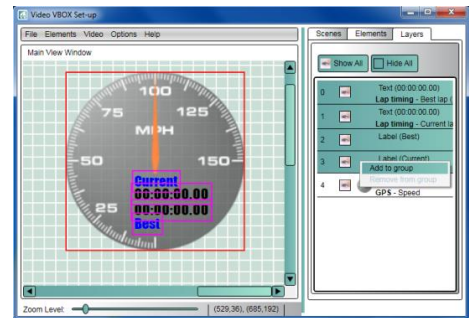 Video VBOX Set-up
File Elements Video Options Help
Main View Window
100
75 125
MPH
50 150
25
Current
00:00:00.00
00:00:00.00
Best
Zoom Level: (529,36), (685,192)
Scenes Elements Layers
Show All Hide All
0 Text (00:00:00.00)
Lap timing - Best lap (
1 Text (00:00:00.00)
Lap timing - Current la
2 Label (Best)
3 Label (Current)
Add to group
Remove from group
4
GPS - Speed